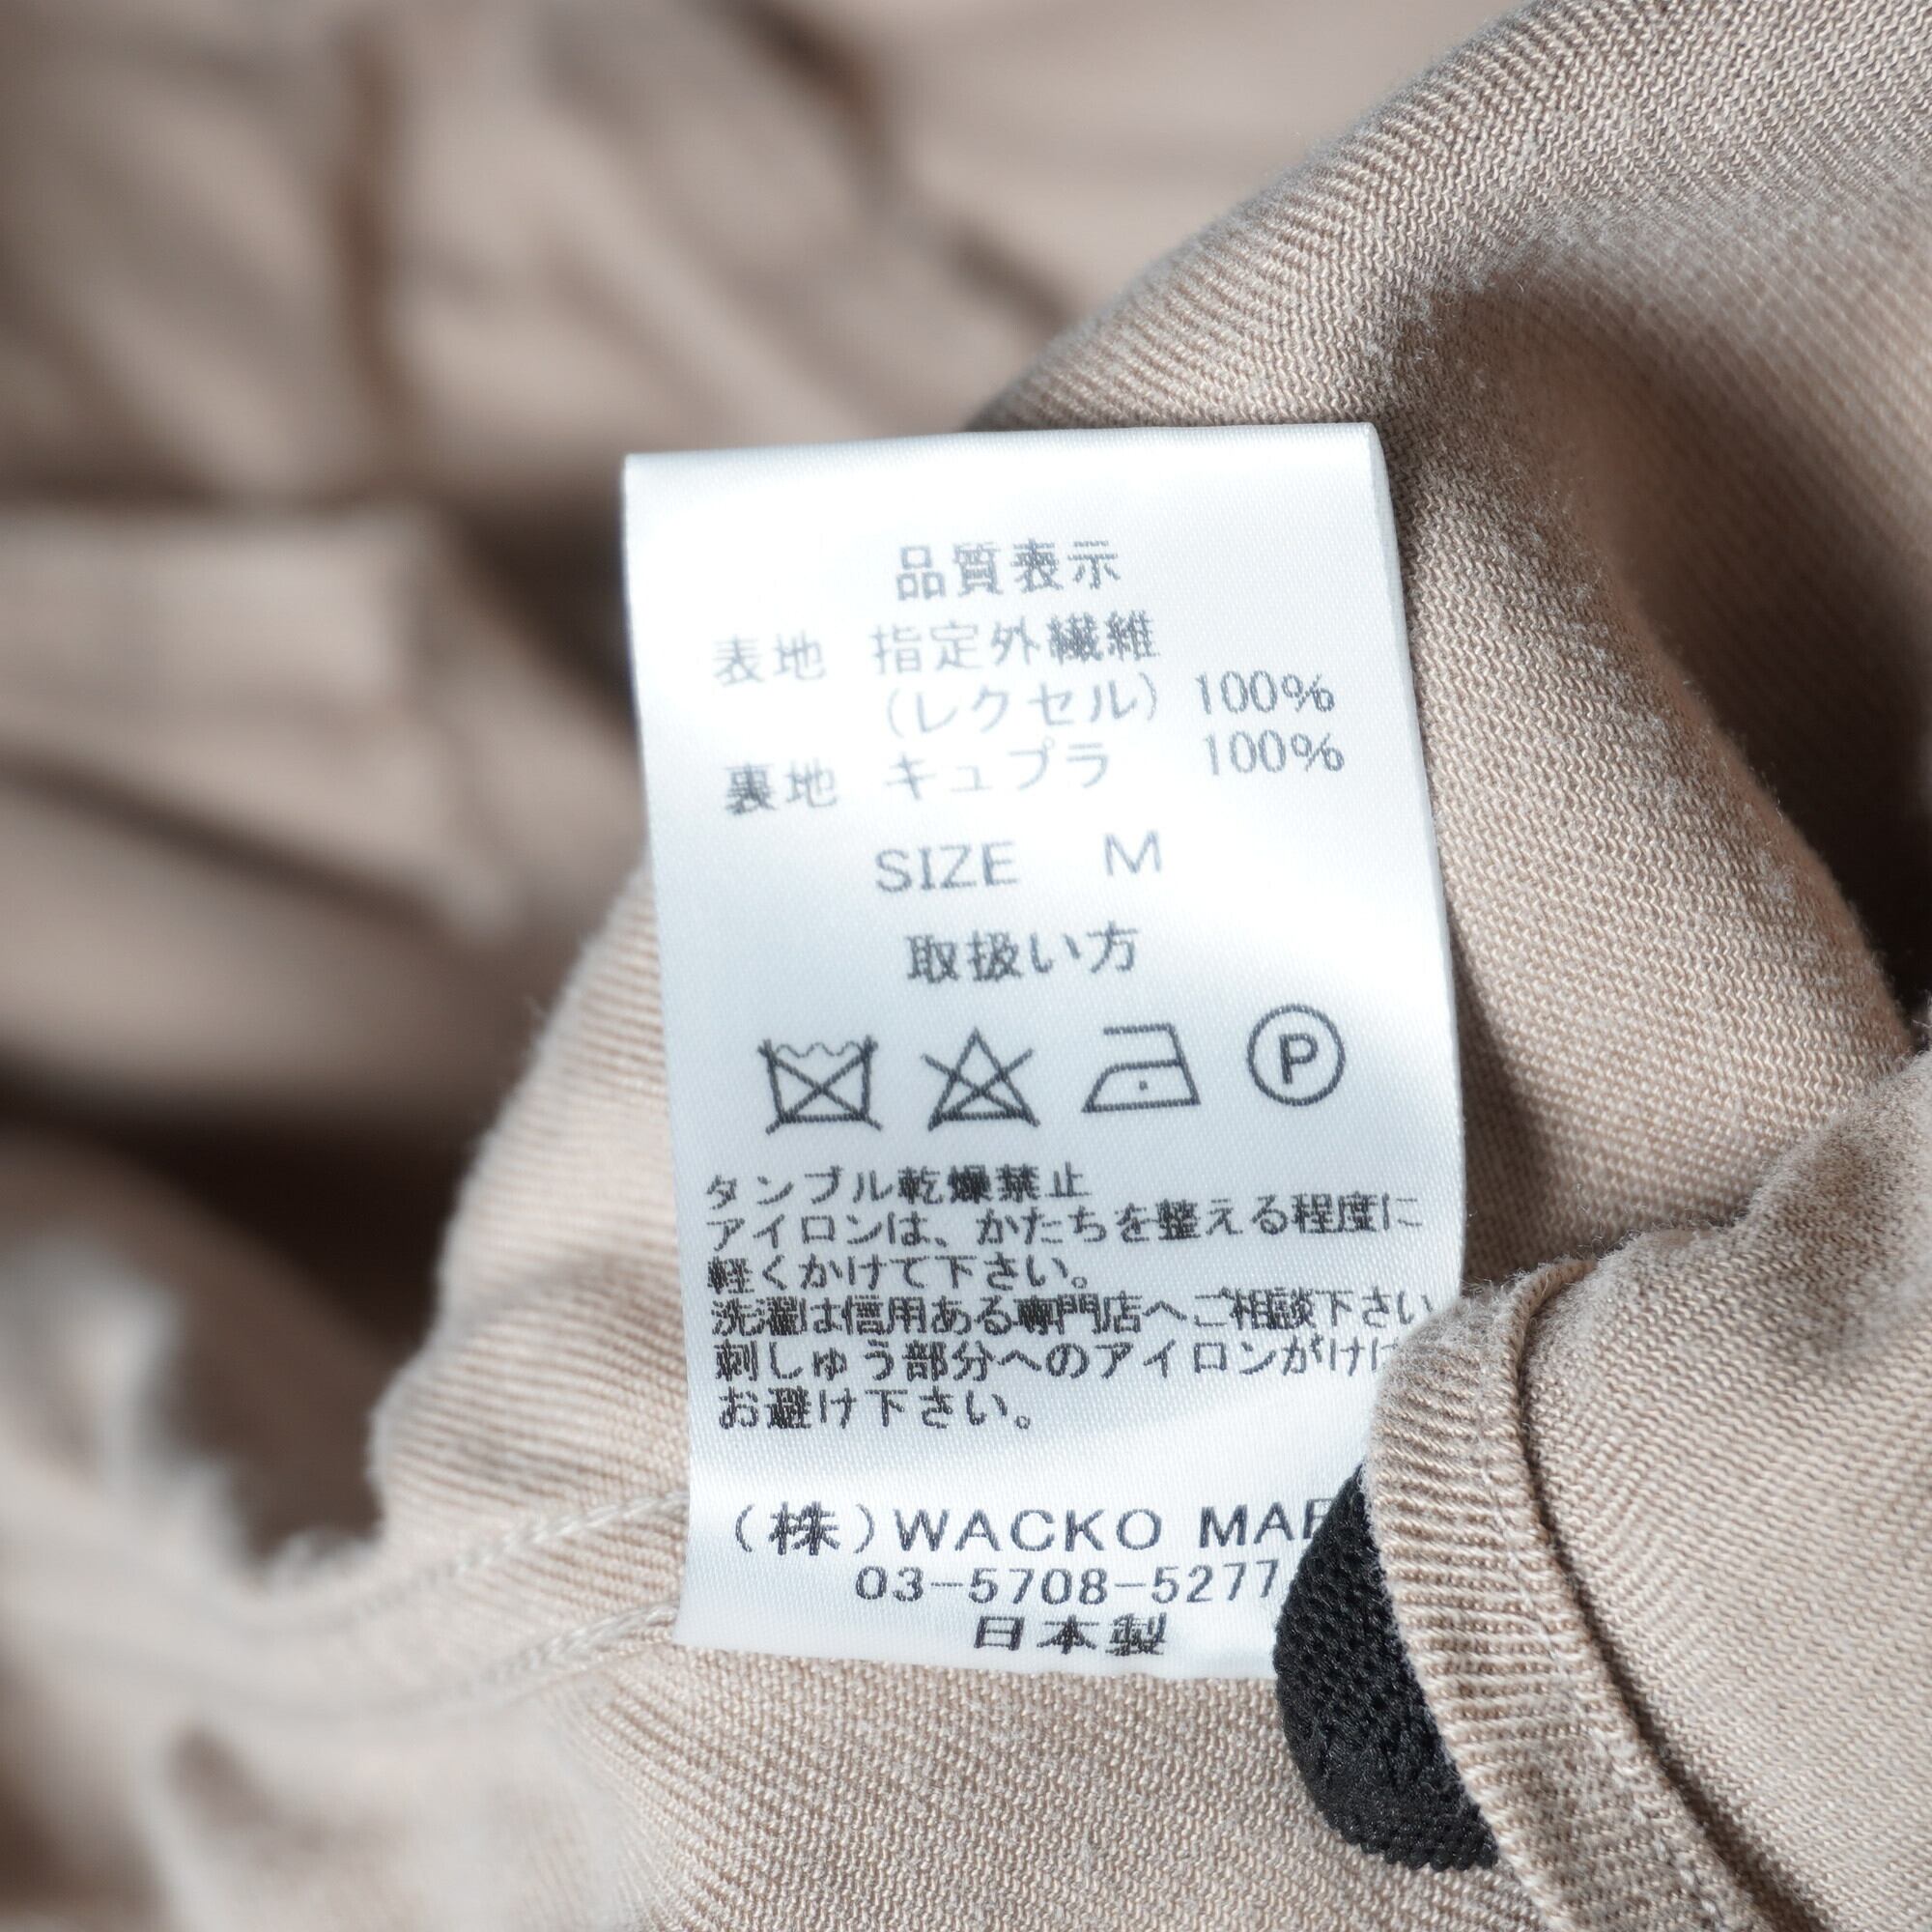 品質表示
表地 指定外繊維
(レクセル) 100%
裏地 キュプラ 100%
SIZE M
取扱い方
P
タンブル乾燥禁止
アイロンは、かたちを整える程度に
軽くかけて下さい。
洗濯は信用ある専門店へご相談下さい
刺しゅう部分へのアイロンがけは
お避け下さい。
(株)WACKO
03-5708-5277
日本製